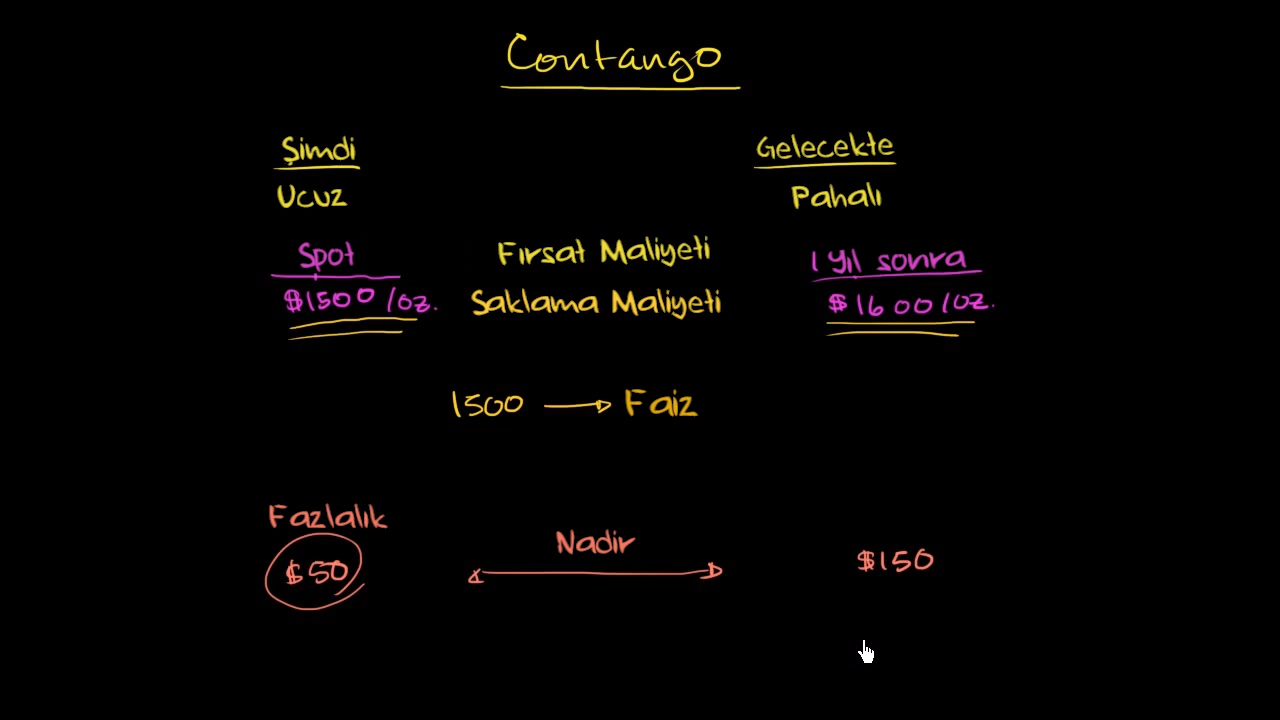 Contango
Şimdi
Gelecekte
Ucuz
Pahalı
Spot
Fırsat Maliyeti
1 yıl sonra
$1500/oz.
Saklama Maliyeti
$1600/oz.
1500 → Faiz
Fazlalık
Nadir
$50
$150